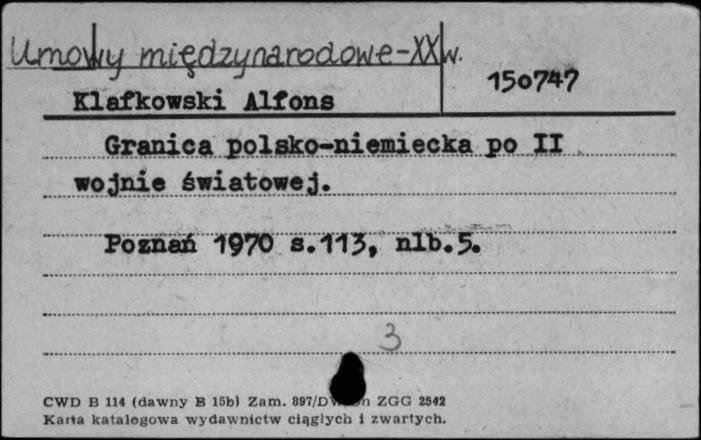 Umowy międzynarodowe-XX w.
150747
Klafkowski Alfons
Granica polsko-niemiecka po II
wojnie światowej.
Poznań 1970 s.113, nlb.5.
3
CWD B 114 (dawny B 15b) Zam. 897/ ZGG 2542
Karta katalogowa wydawnictw ciągłych i zwartych.